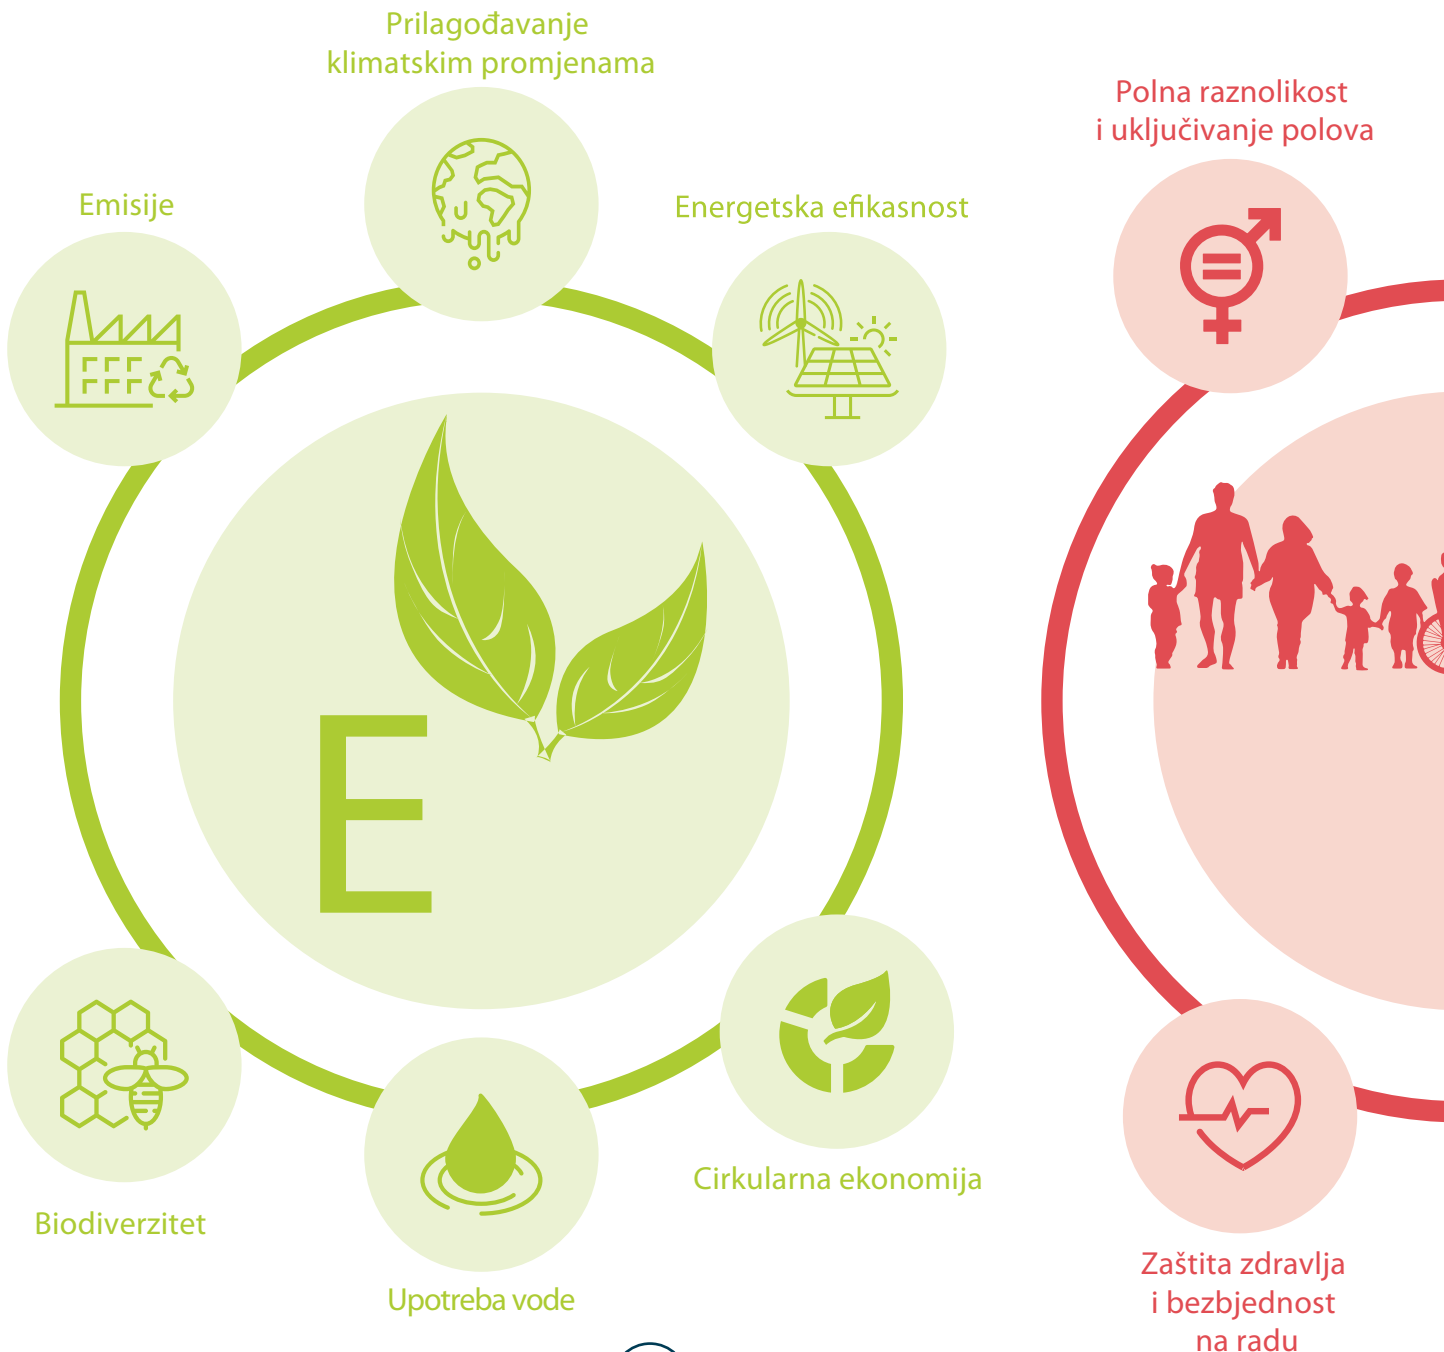 Prilagođavanje
klimatskim promjenama
Emisije
Energetska efikasnost
E
Biodiverzitet
Upotreba vode
Cirkularna ekonomija
Polna raznolikost
i uključivanje polova
Zaštita zdravlja
i bezbjednost
na radu